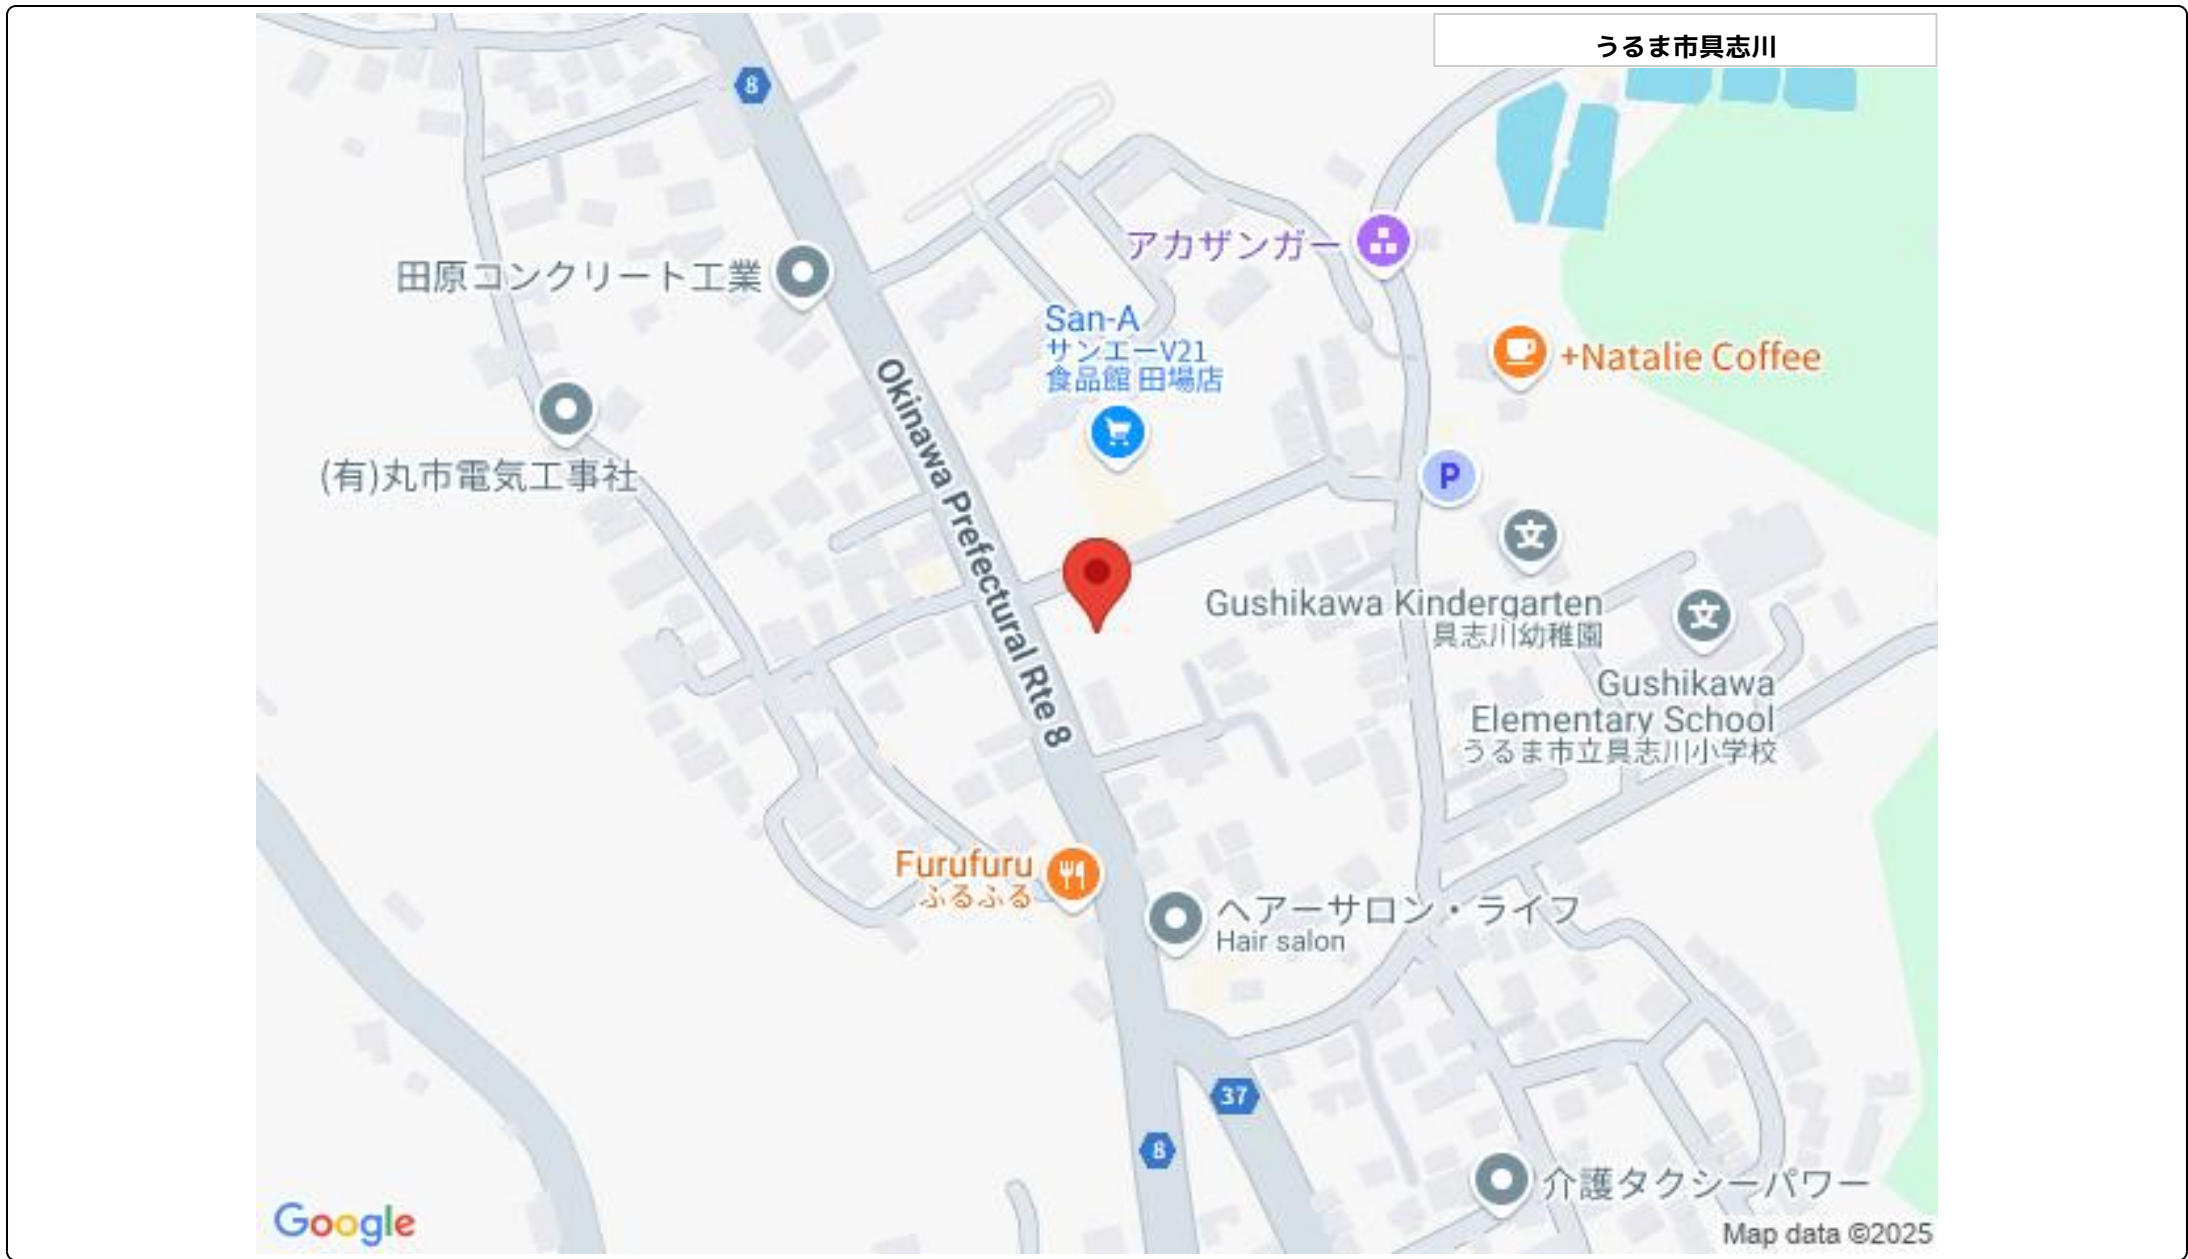 うるま市具志川
8
アカザンガー
田原コンクリート工業
San-A
サンエーV21
食品館 田場店
+Natalie Coffee
(有)丸市電気工事社
P
文
Okinawa Prefectural Rte 8
Gushikawa Kindergarten
具志川幼稚園
文
Gushikawa
Elementary School
うるま市立具志川小学校
Furufuru
ふるふる
ヘアーサロン・ライフ
Hair salon
37
8
介護タクシーパワー
Google
Map data ©2025